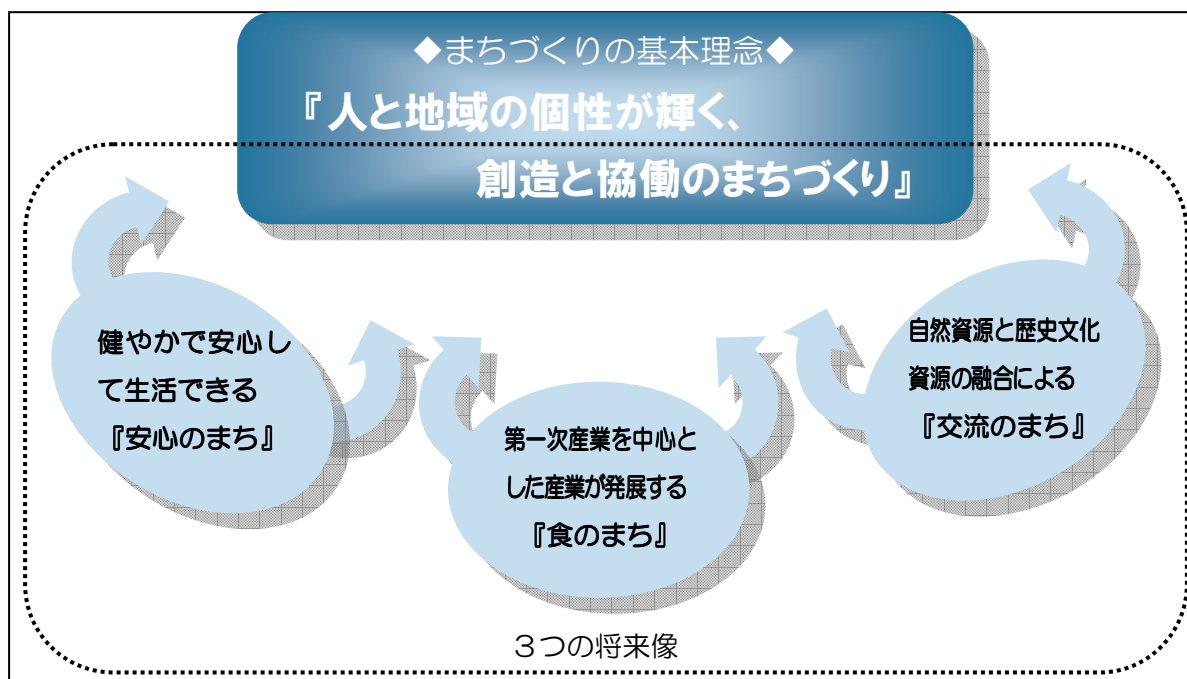 ◆まちづくりの基本理念◆
『人と地域の個性が輝く、
創造と協働のまちづくり』
健やかで安心し
て生活できる
『安心のまち』
第一次産業を中心と
した産業が発展する
『食のまち』
自然資源と歴史文化
資源の融合による
『交流のまち』
３つの将来像